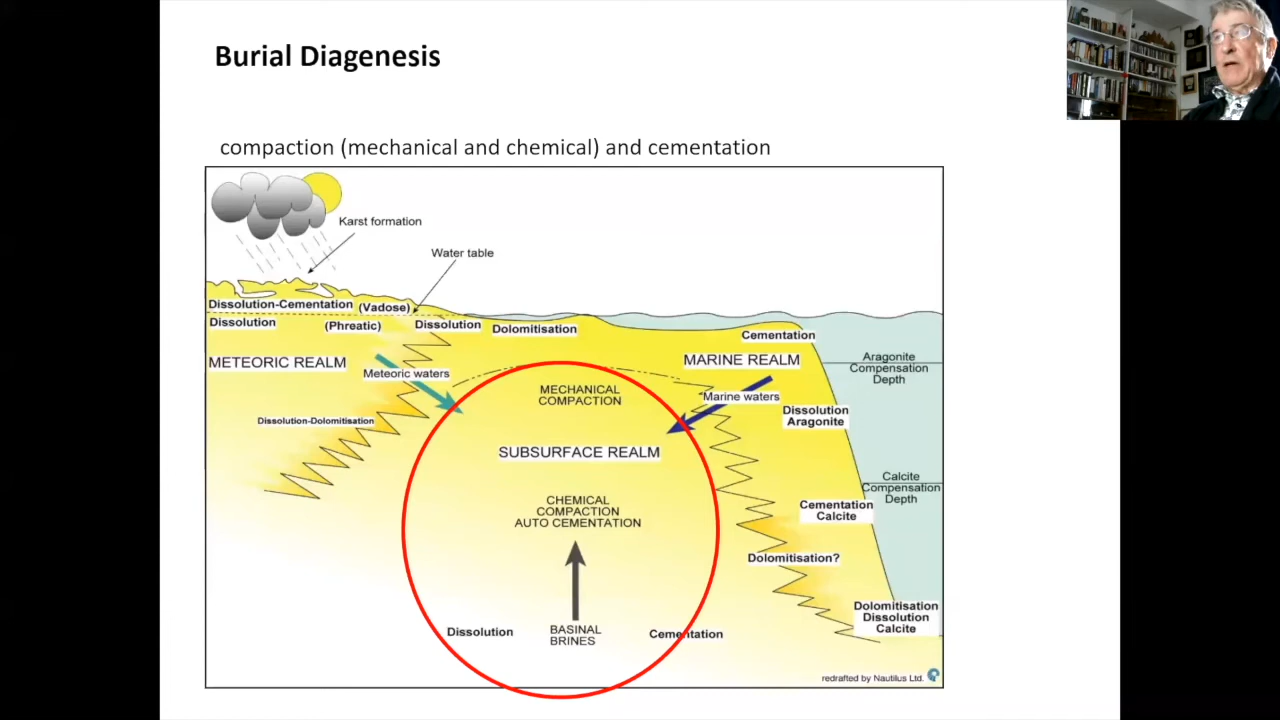 Burial Diagenesis
compaction (mechanical and chemical) and cementation
Karst formation
Water table
Dissolution-Cementation (Vadose)
Dissolution
(Phreatic)
Dissolution
Dolomitisation
Cementation
METEORIC REALM
MARINE REALM
Aragonite
Compensation
Depth
Meteoric waters
MECHANICAL
COMPACTION
Marine waters
Dissolution
Aragonite
Dissolution-Dolomitisation
SUBSURFACE REALM
Calcite
Compensation
Depth
CHEMICAL
COMPACTION
AUTO CEMENTATION
Cementation
Calcite
Dolomitisation?
Dolomitisation
Dissolution
Calcite
Dissolution
BASINAL
BRINES
Cementation
redrafted by Nautilus Ltd.